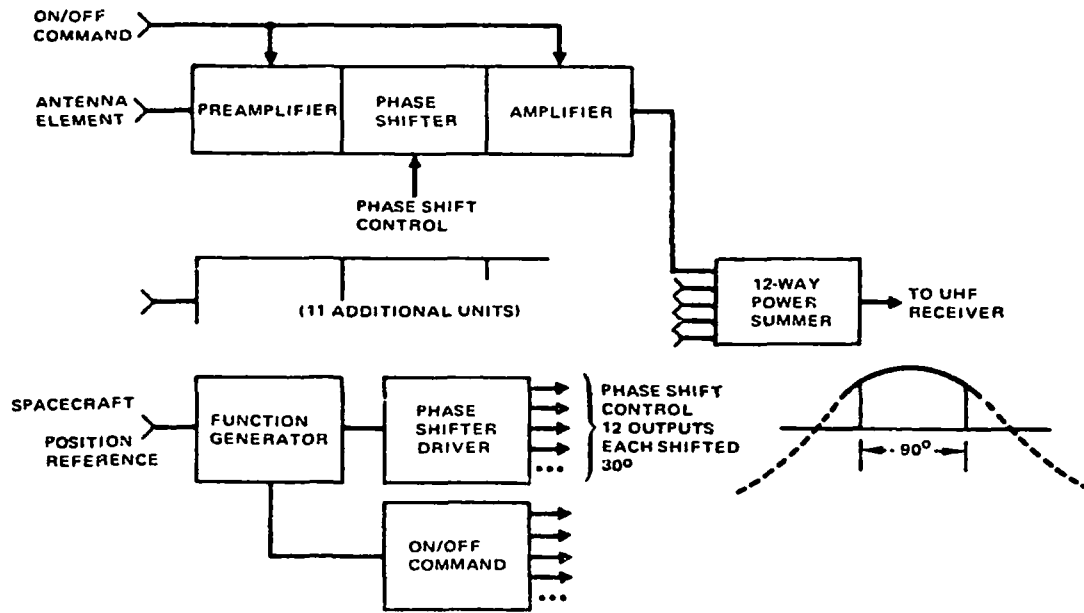 ON/OFF
COMMAND
ANTENNA
ELEMENT
PREAMPLIFIER
PHASE
SHIFTER
AMPLIFIER
PHASE SHIFT
CONTROL
(11 ADDITIONAL UNITS)
12-WAY
POWER
SUMMER
TO UHF
RECEIVER
SPACECRAFT
POSITION
REFERENCE
FUNCTION
GENERATOR
PHASE
SHIFTER
DRIVER
PHASE SHIFT
CONTROL
12 OUTPUTS
EACH SHIFTED
30°
90°
ON/OFF
COMMAND